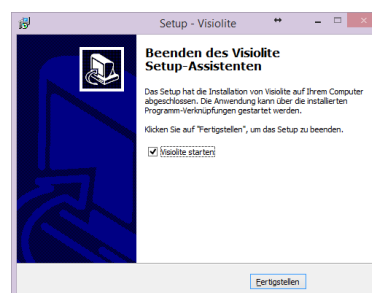 Setup - Visiolite
Beenden des Visiolite
Setup-Assistenten
Das Setup hat die Installation von Visiolite auf Ihrem Computer
abgeschlossen. Die Anwendung kann über die installierten
Programm-Verknüpfungen gestartet werden.
Klicken Sie auf "Fertigstellen", um das Setup zu beenden.
Visiolite starten
Fertigstellen